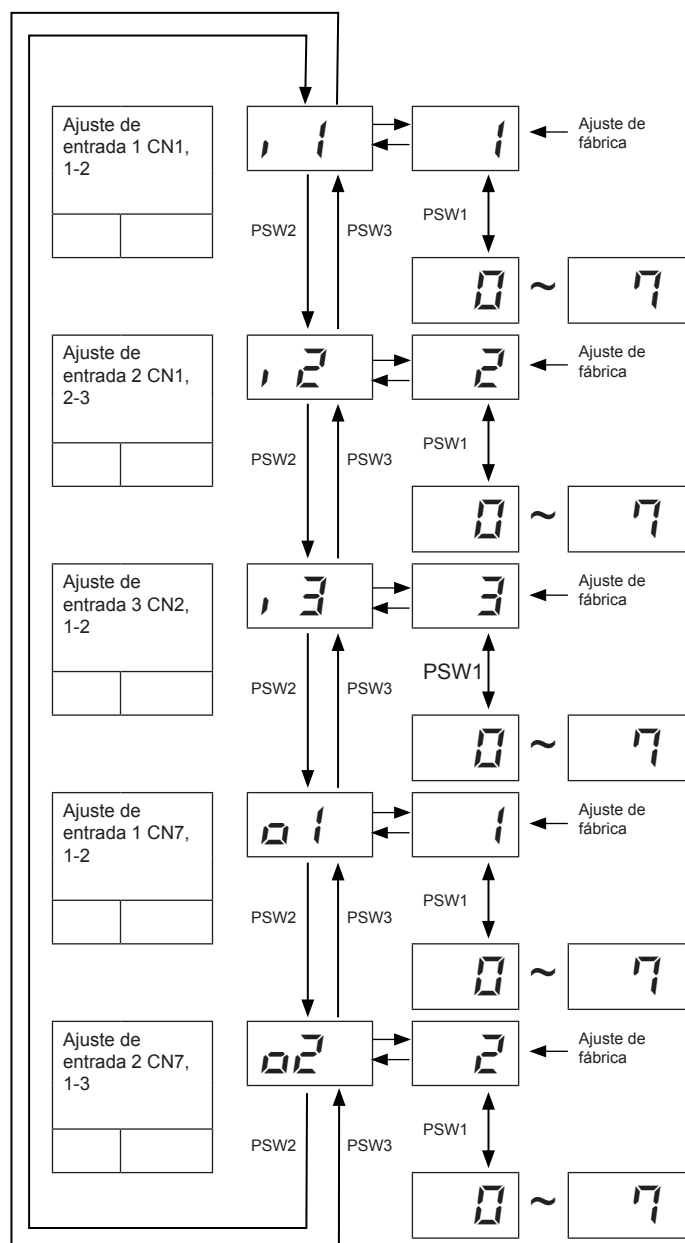 Ajuste de
entrada 1 CN1,
1-2
ı 1
1
Ajuste de
fábrica
PSW2
PSW3
PSW1
0 ~ 7
Ajuste de
entrada 2 CN1,
2-3
ı 2
2
Ajuste de
fábrica
PSW2
PSW3
PSW1
0 ~ 7
Ajuste de
entrada 3 CN2,
1-2
ı 3
3
Ajuste de
fábrica
PSW2
PSW3
PSW1
0 ~ 7
Ajuste de
entrada 1 CN7,
1-2
o 1
1
Ajuste de
fábrica
PSW2
PSW3
PSW1
0 ~ 7
Ajuste de
entrada 2 CN7,
1-3
o2
2
Ajuste de
fábrica
PSW2
PSW3
PSW1
0 ~ 7